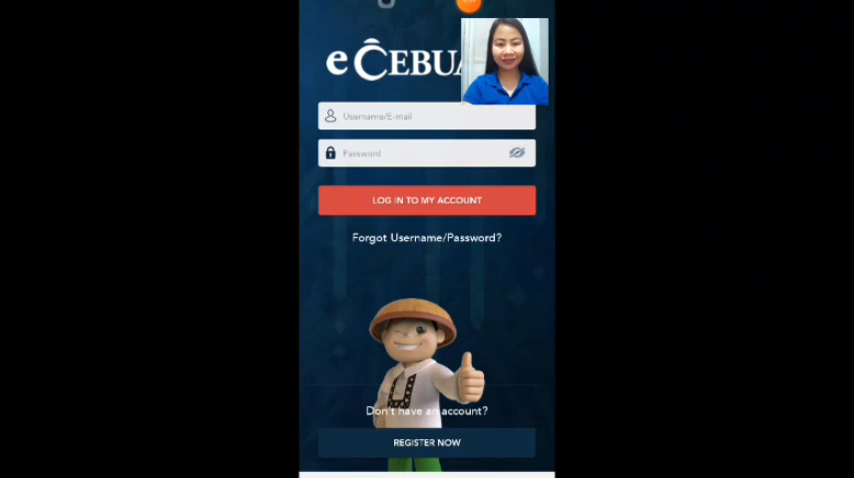 eCEBUA
Username/E-mail
Password
LOG IN TO MY ACCOUNT
Forgot Username/Password?
Don't have an account?
REGISTER NOW